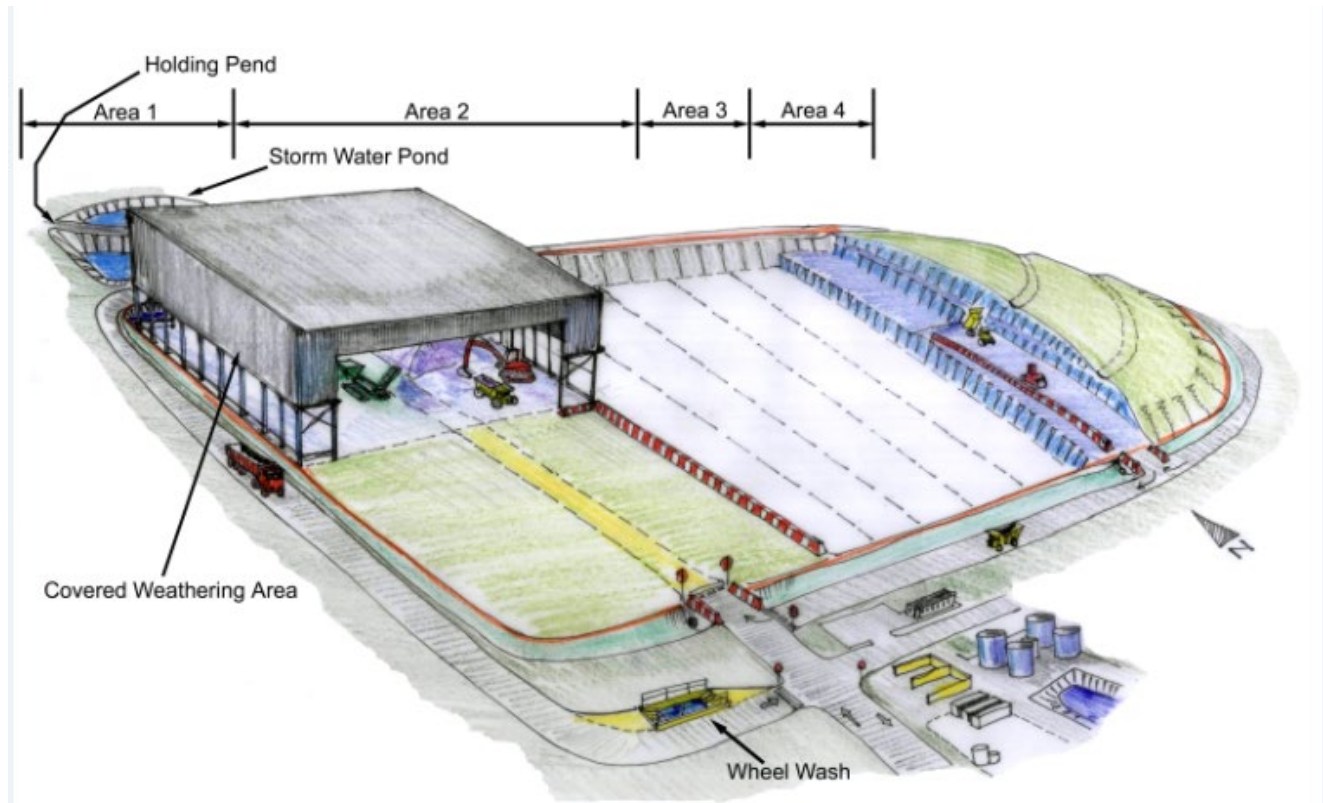 Holding Pend
Area 1
Area 2
Area 3
Area 4
Storm Water Pond
Covered Weathering Area
N
Wheel Wash